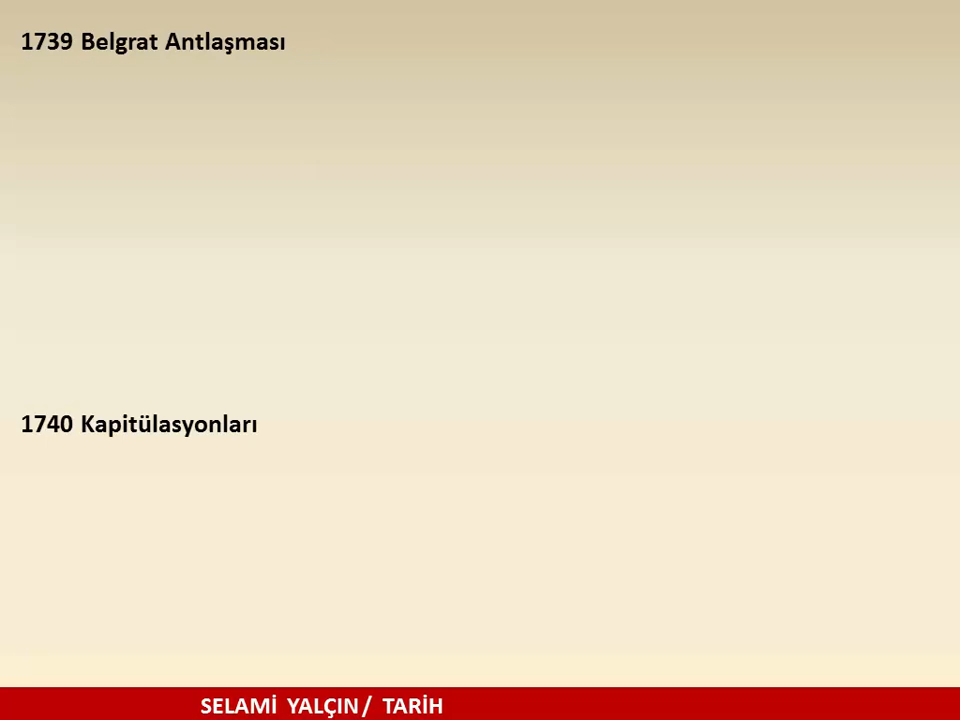 1739 Belgrat Antlaşması
1740 Kapitülasyonları
SELAMİ YALÇIN / TARİH